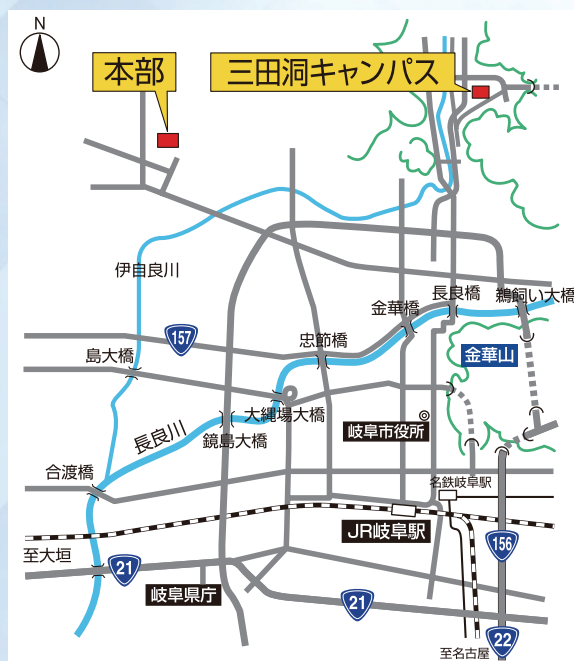 N
本部
三田洞キャンパス
伊自良川
鵜飼い大橋
長良橋
金華橋
157
忠節橋
金華山
島大橋
大縄場大橋
長良川
鏡島大橋
岐阜市役所
合渡橋
名鉄岐阜駅
JR岐阜駅
156
至大垣
21
岐阜県庁
21
22
至名古屋